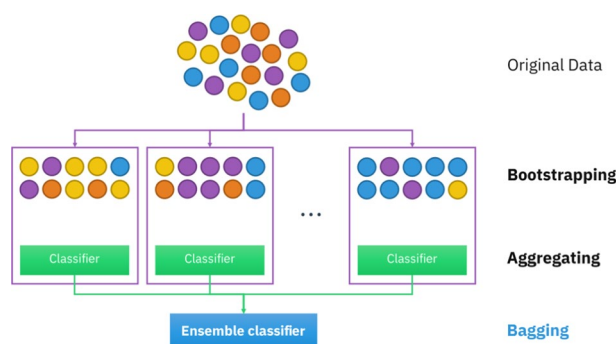 Original Data
Bootstrapping
...
Classifier
Classifier
Classifier
Aggregating
Ensemble classifier
Bagging